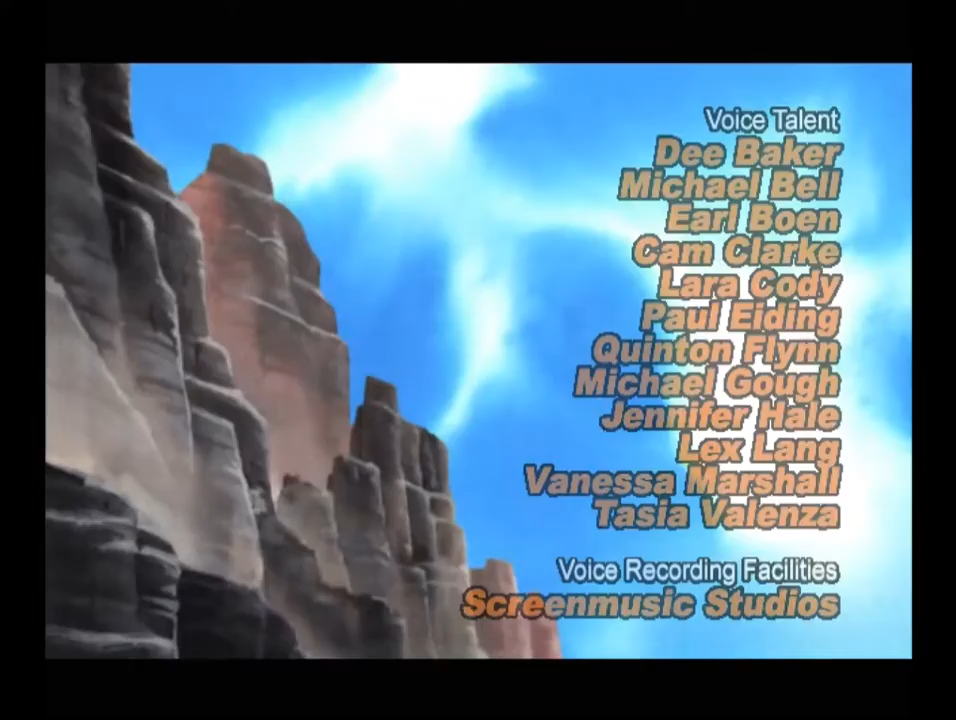 Voice Talent
Dee Baker
Michael Bell
Earl Boen
Cam Clarke
Lara Cody
Paul Eiding
Quinton Flynn
Michael Gough
Jennifer Hale
Lex Lang
Vanessa Marshall
Tasia Valenza
Voice Recording Facilities
Screenmusic Studios